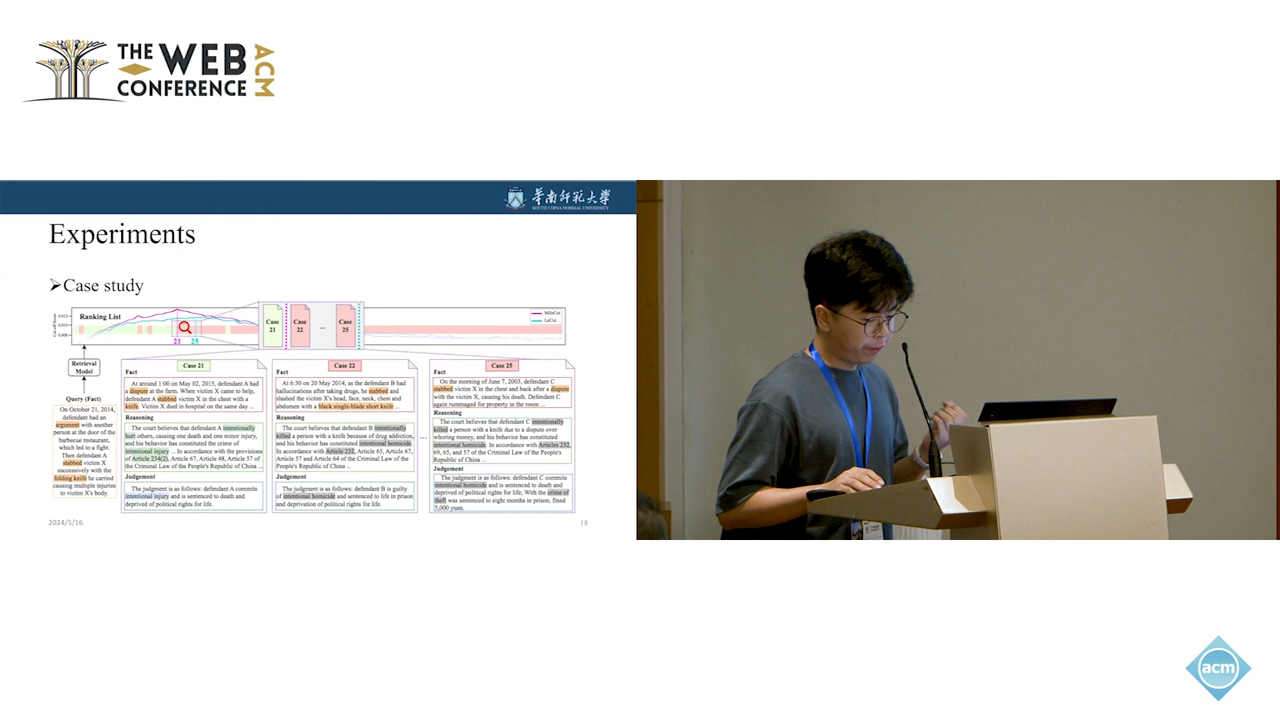 THE WEB
CONFERENCE
ACM
華南師範大学
SOUTH CHINA NORMAL UNIVERSITY
Experiments
➢Case study
Ranking List
MileCut
LeCut
21 25
Case
21
Case
22
...
Case
25
Retrieval
Model
Query (Fact)
On October 21, 2014,
defendant had an
argument with another
person at the door of the
barbecue restaurant,
which led to a fight.
Then defendant A
stabbed victim X
successively with the
folding knife he carried
causing multiple injuries
to victim X's body.
Case 21
Fact
At around 1:00 on May 02, 2015, defendant A had
a dispute at the farm. When victim X came to help,
defendant A stabbed victim X in the chest with a
knife. Victim X died in hospital on the same day ...
Reasoning
The court believes that defendant A intentionally
hurt others, causing one death and one minor injury,
and his behavior has constituted the crime of
intentional injury ... In accordance with the provisions
of Article 234(2), Article 67, Article 48, Article 57 of
the Criminal Law of the People's Republic of China ...
Judgement
The judgment is as follows: defendant A commits
intentional injury and is sentenced to death and
deprived of political rights for life.
Case 22
Fact
At 6:30 on 20 May 2014, as the defendant B had
hallucinations after taking drugs, he stabbed and
slashed the victim X's head, face, neck, chest and
abdomen with a black single-blade short knife ...
Reasoning
The court believes that defendant B intentionally
killed a person with a knife because of drug addiction,
and his behavior has constituted intentional homicide.
In accordance with Article 232, Article 65, Article 67,
Article 57 and Article 64 of the Criminal Law of the
People's Republic of China ...
Judgement
The judgment is as follows: defendant B is guilty
of intentional homicide and sentenced to life in prison
and deprivation of political rights for life.
...
Case 25
Fact
On the morning of June 7, 2003, defendant C
stabbed victim X in the chest and back after a dispute
with the victim X, causing his death. Defendant C
again rummaged for property in the room ...
Reasoning
The court believes that defendant C intentionally
killed a person with a knife due to a dispute over
whoring money, and his behavior has constituted
intentional homicide. In accordance with Articles 232,
69, 65, and 57 of the Criminal Law of the People's
Republic of China ...
Judgement
The judgment is as follows: defendant C commits
intentional homicide and is sentenced to death and
deprived of political rights for life; With the crime of
theft was sentenced to eight months in prison, fined
5,000 yuan.
2024/5/16
18
acm